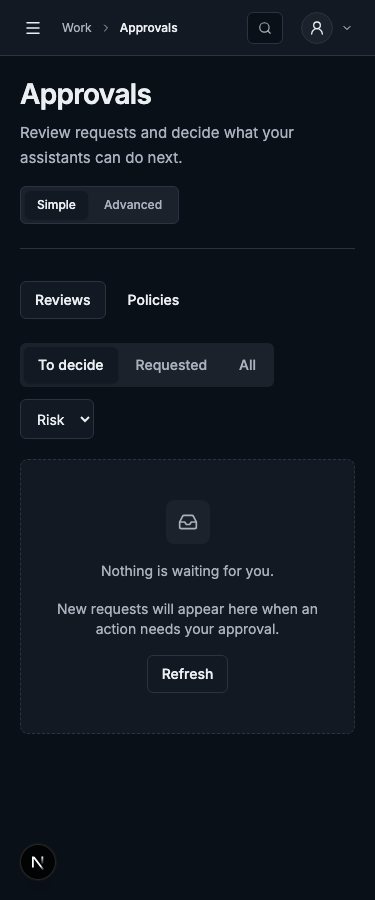 Work > Approvals
Approvals
Review requests and decide what your
assistants can do next.
Simple Advanced
Reviews Policies
To decide Requested All
Risk
Nothing is waiting for you.
New requests will appear here when an
action needs your approval.
Refresh
N